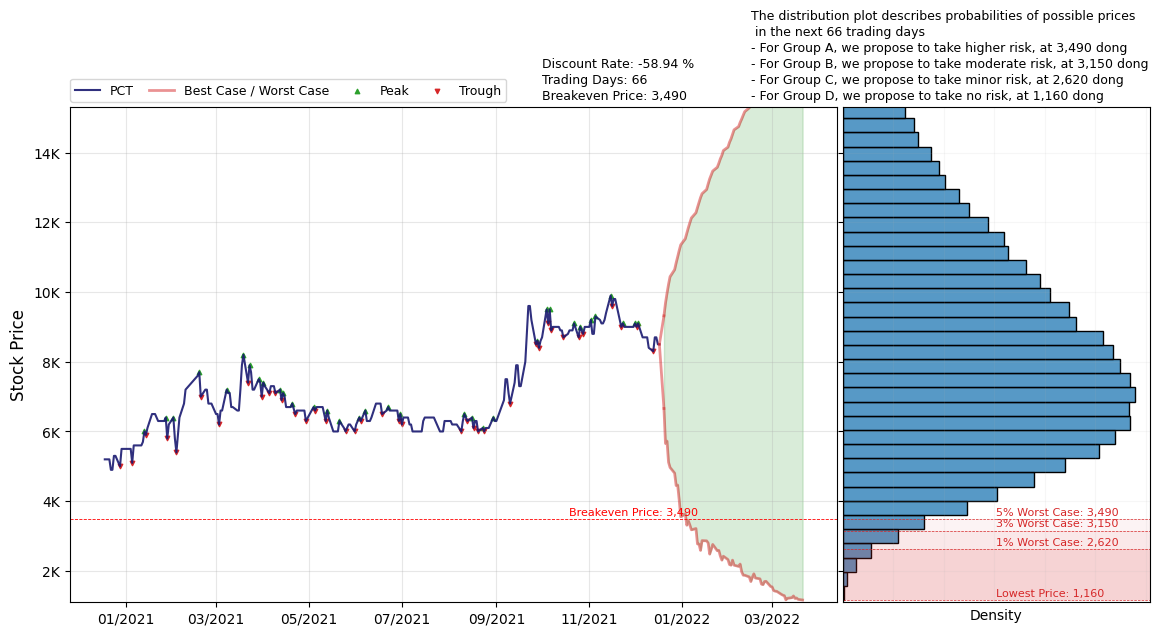 The distribution plot describes probabilities of possible prices
in the next 66 trading days
- For Group A, we propose to take higher risk, at 3,490 dong
- For Group B, we propose to take moderate risk, at 3,150 dong
- For Group C, we propose to take minor risk, at 2,620 dong
- For Group D, we propose to take no risk, at 1,160 dong
Discount Rate: -58.94 %
Trading Days: 66
Breakeven Price: 3,490
PCT
Best Case / Worst Case
Peak
Trough
Stock Price
14K
12K
10K
8K
6K
4K
2K
Breakeven Price: 3,490
5% Worst Case: 3,490
3% Worst Case: 3,150
1% Worst Case: 2,620
Lowest Price: 1,160
01/2021
03/2021
05/2021
07/2021
09/2021
11/2021
01/2022
03/2022
Density